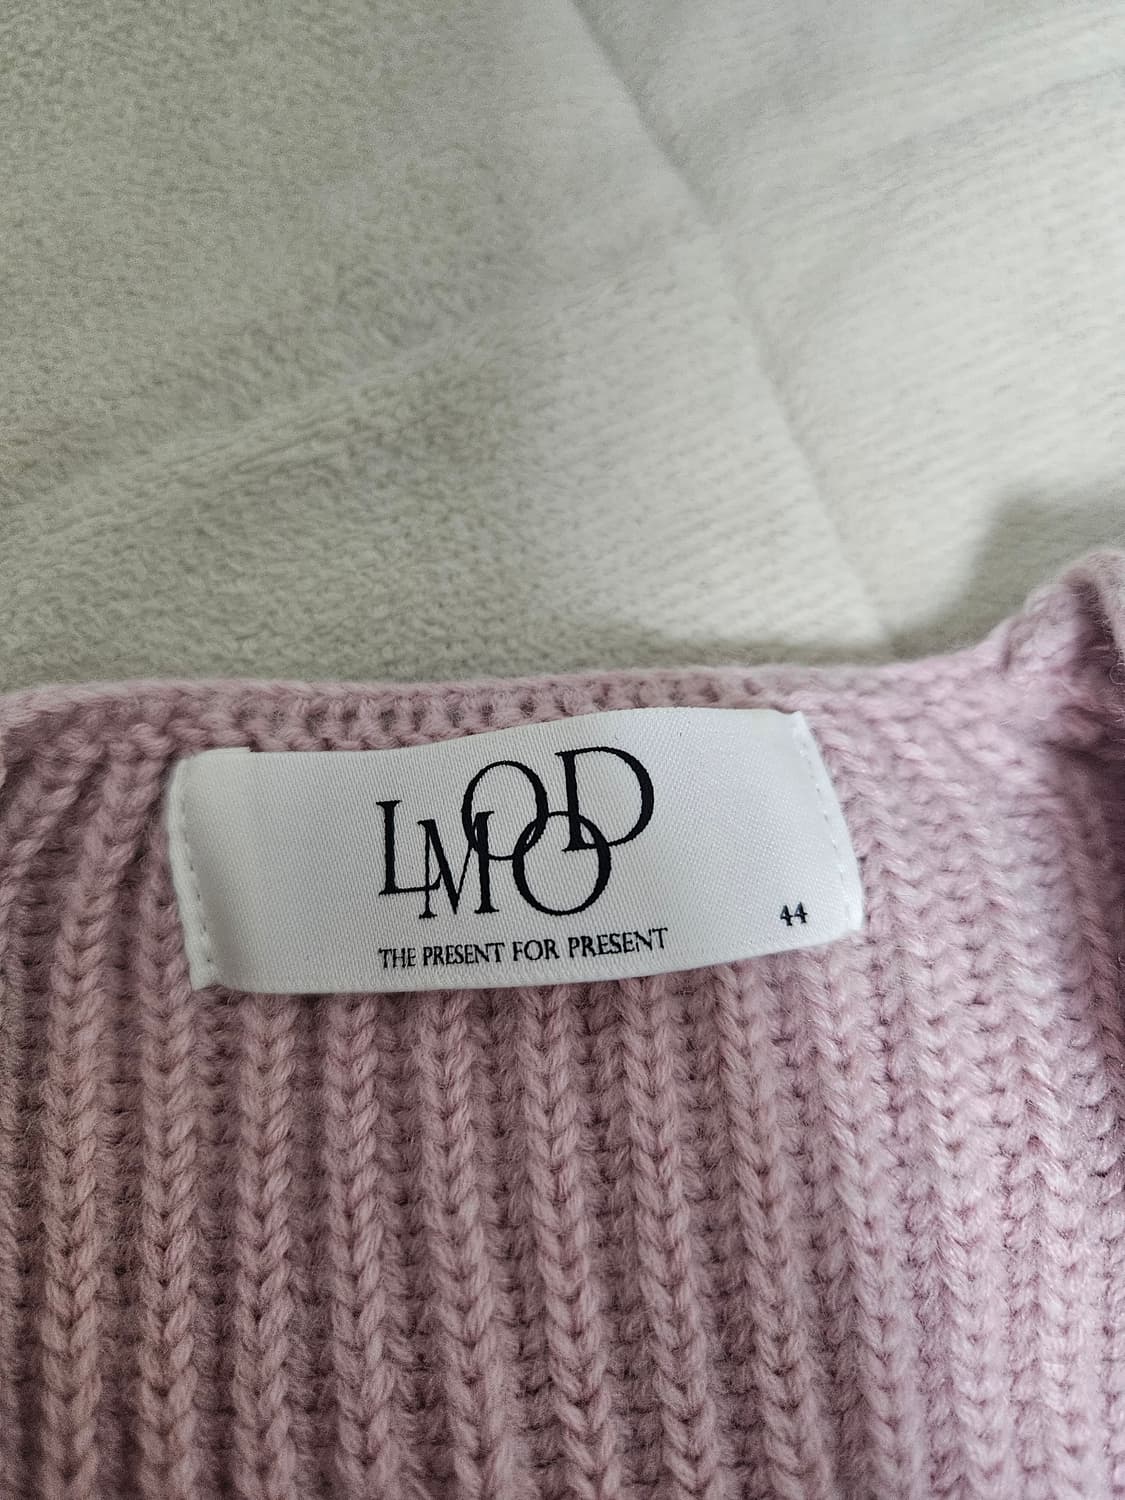 LMOOD
THE PRESENT FOR PRESENT
44